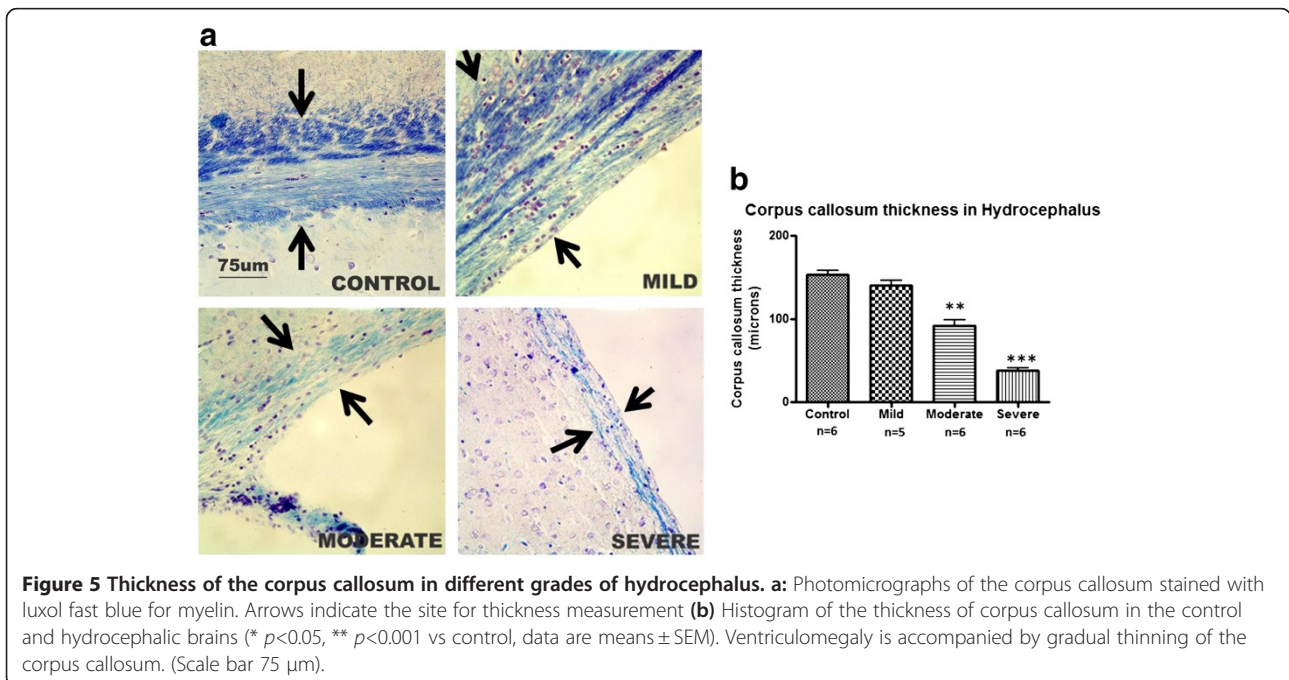 a
75um
CONTROL
MILD
MODERATE
SEVERE
b
Corpus callosum thickness in Hydrocephalus
Corpus callosum thickness
(microns)
200
100
0
**
***
Control
Mild
Moderate
Severe
n=6
n=5
n=6
n=6
Figure 5 Thickness of the corpus callosum in different grades of hydrocephalus. a: Photomicrographs of the corpus callosum stained with
luxol fast blue for myelin. Arrows indicate the site for thickness measurement (b) Histogram of the thickness of corpus callosum in the control
and hydrocephalic brains (* p<0.05, ** p<0.001 vs control, data are means ± SEM). Ventriculomegaly is accompanied by gradual thinning of the
corpus callosum. (Scale bar 75 μm).